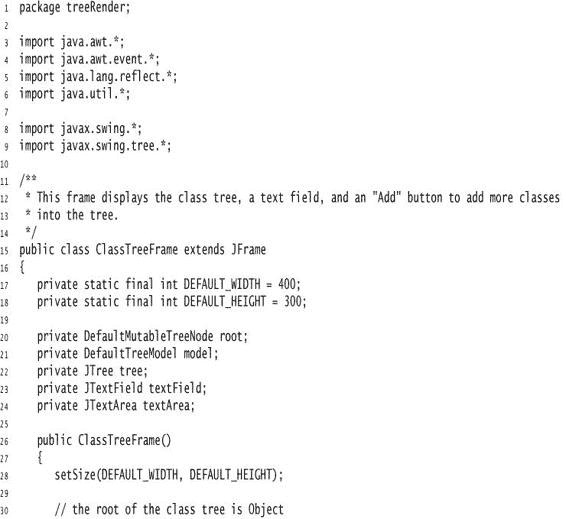 1 package treeRender;
2
3 import java.awt.*;
4 import java.awt.event.*;
5 import java.lang.reflect.*;
6 import java.util.*;
7
8 import javax.swing.*;
9 import javax.swing.tree.*;
10
11 /**
12  * This frame displays the class tree, a text field, and an "Add" button to add more classes
13  * into the tree.
14  */
15 public class ClassTreeFrame extends JFrame
16 {
17    private static final int DEFAULT_WIDTH = 400;
18    private static final int DEFAULT_HEIGHT = 300;
19
20    private DefaultMutableTreeNode root;
21    private DefaultTreeModel model;
22    private JTree tree;
23    private JTextField textField;
24    private JTextArea textArea;
25
26    public ClassTreeFrame()
27    {
28       setSize(DEFAULT_WIDTH, DEFAULT_HEIGHT);
29
30       // the root of the class tree is Object